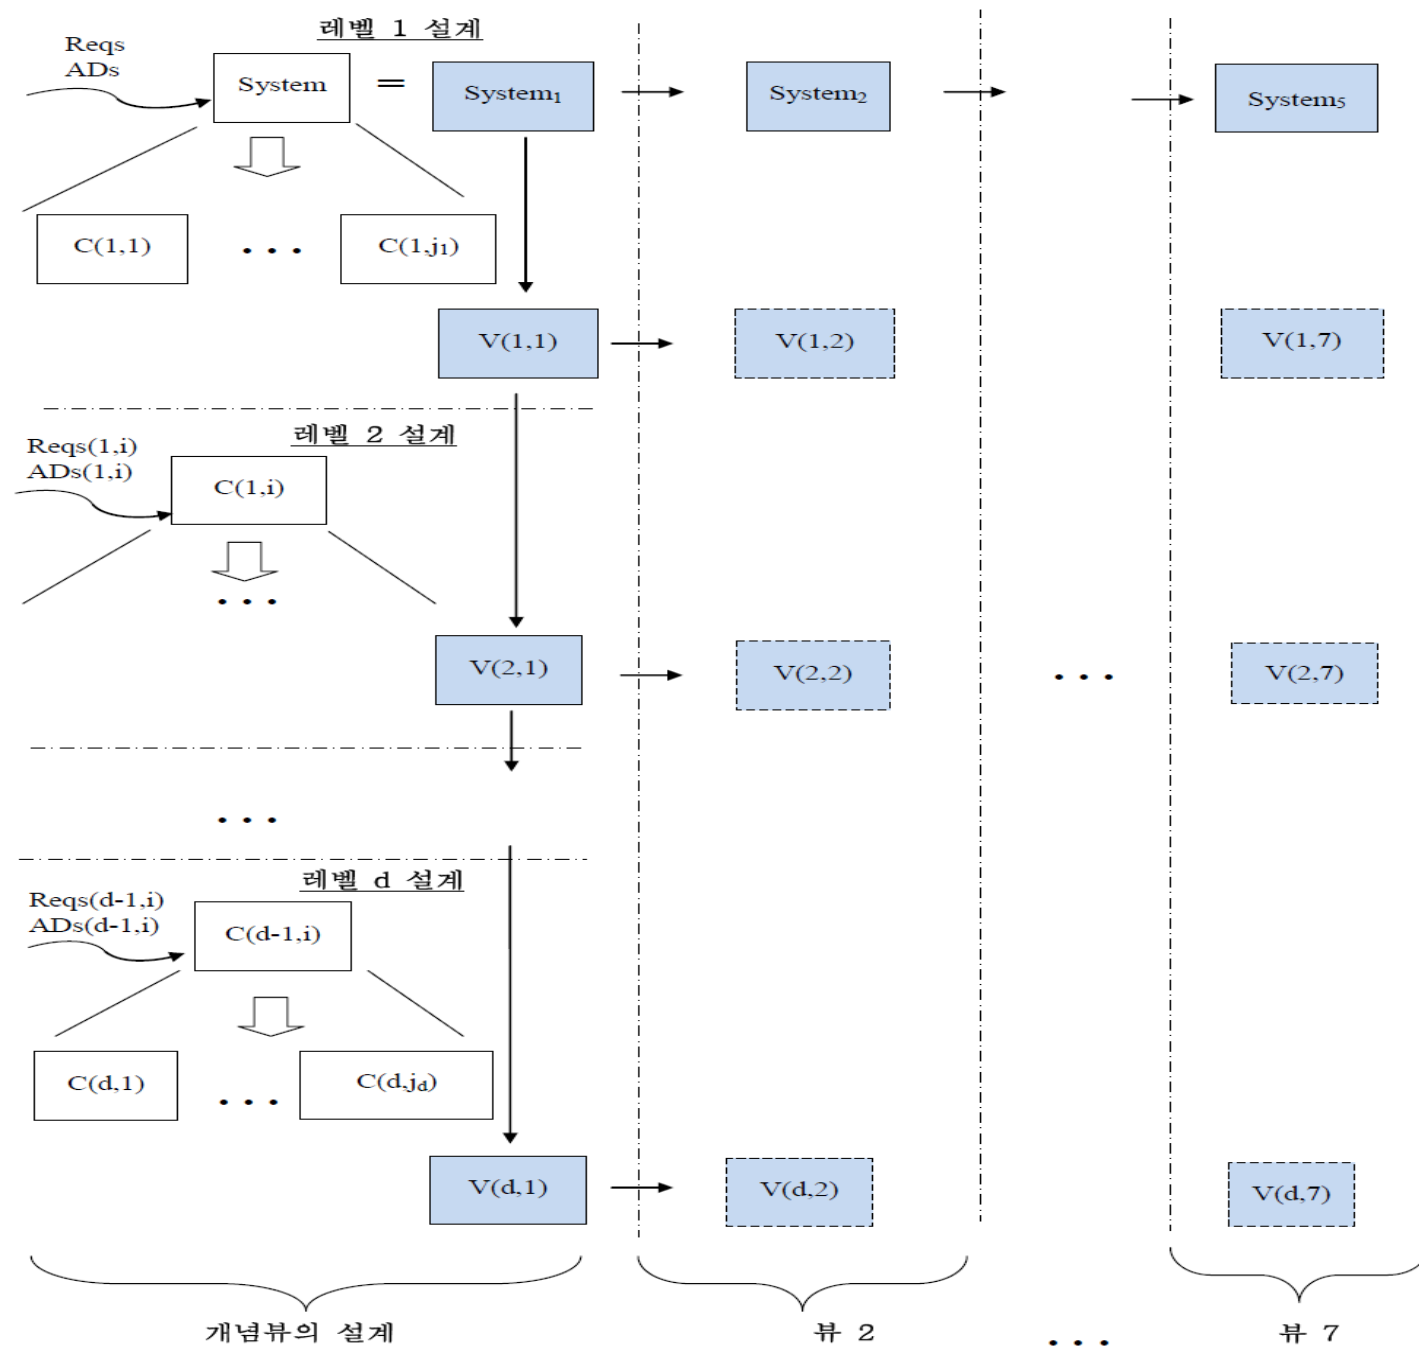 레벨 1 설계
Reqs
ADs
System
=
System₁
System₂
System₅
C(1,1)
• • •
C(1,j₁)
V(1,1)
V(1,2)
V(1,7)
레벨 2 설계
Reqs(1,i)
ADs(1,i)
C(1,i)
• • •
V(2,1)
V(2,2)
• • •
V(2,7)
• • •
레벨 d 설계
Reqs(d-1,i)
ADs(d-1,i)
C(d-1,i)
C(d,1)
• • •
C(d,j_d)
V(d,1)
V(d,2)
V(d,7)
개념뷰의 설계
뷰 2
• • •
뷰 7